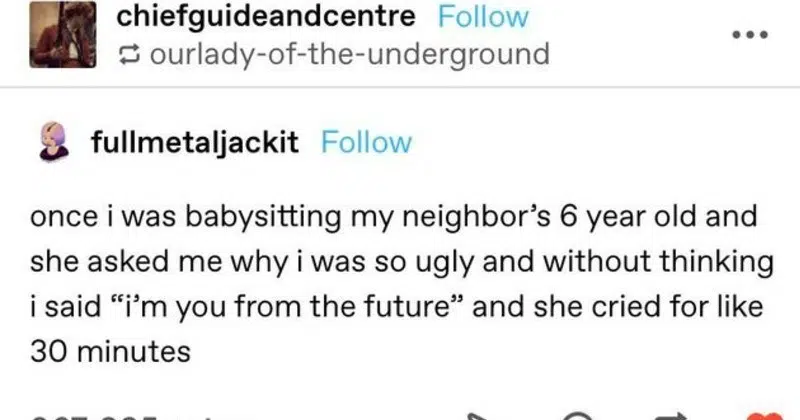 chiefguideandcentre Follow
ourlady-of-the-underground
fullmetaljackit Follow
once i was babysitting my neighbor’s 6 year old and
she asked me why i was so ugly and without thinking
i said “i’m you from the future” and she cried for like
30 minutes